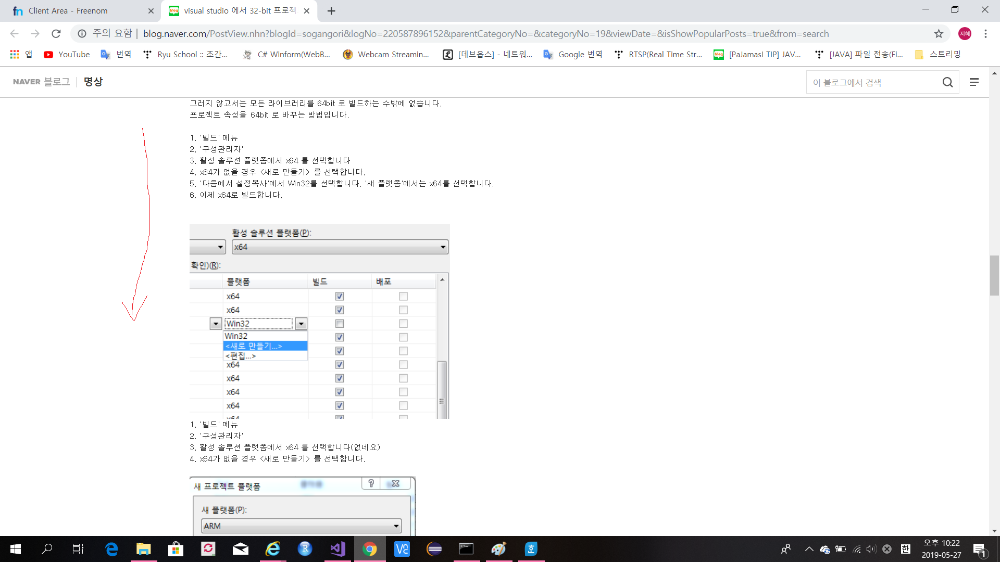 Client Area - Freenom
visual studio 에서 32-bit 프로젝
주의 요함 | blog.naver.com/PostView.nhn?blogId=sogangori&logNo=220587896152&parentCategoryNo=&categoryNo=19&viewDate=&isShowPopularPosts=true&from=search
지혜
앱 YouTube 번역 Ryu School :: 초간... C# Winform(WebB... Webcam Streamin... [데브옵스] - 네트워... Google 번역 RTSP(Real Time Str... [PaJamasI TIP] JAV... [JAVA] 파일 전송(Fi... 스트리밍
NAVER 블로그 | 명상
이 블로그에서 검색
그러지 않고서는 모든 라이브러리를 64bit 로 빌드하는 수밖에 없습니다.
프로젝트 속성을 64bit 로 바꾸는 방법입니다.
1. '빌드' 메뉴
2. '구성관리자'
3. 활성 솔루션 플랫폼에서 x64 를 선택합니다
4. x64가 없을 경우 <새로 만들기> 를 선택합니다.
5. '다음에서 설정복사'에서 Win32를 선택합니다. '새 플랫폼'에서는 x64를 선택합니다.
6. 이제 x64로 빌드합니다.
활성 솔루션 플랫폼(P):
x64
확인)(R):
플랫폼 빌드 배포
x64
x64
Win32
Win32
<새로 만들기...>
<편집...>
x64
x64
x64
x64
x64
1. '빌드' 메뉴
2. '구성관리자'
3. 활성 솔루션 플랫폼에서 x64 를 선택합니다(없네요)
4. x64가 없을 경우 <새로 만들기> 를 선택합니다.
새 프로젝트 플랫폼
새 플랫폼(P):
ARM
한
오후 10:22
2019-05-27
1